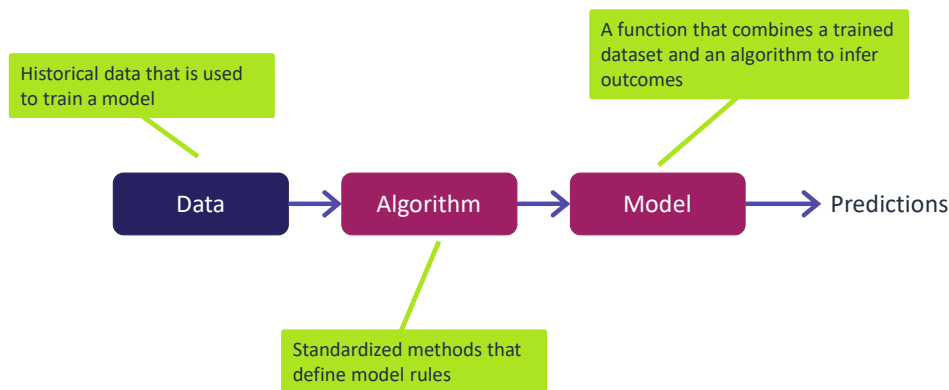 A function that combines a trained
dataset and an algorithm to infer
outcomes
Historical data that is used
to train a model
Data
Algorithm
Model
Predictions
Standardized methods that
define model rules